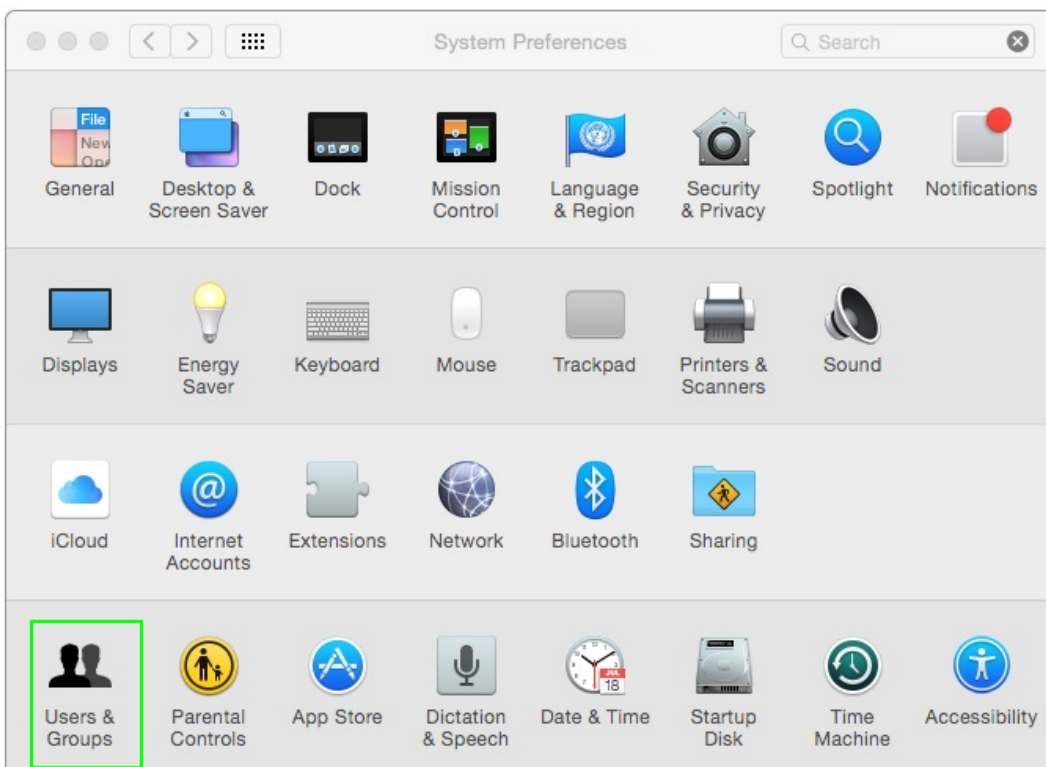 System Preferences
Search
File
New
Ope
General
Desktop &
Screen Saver
Dock
Mission
Control
Language
& Region
Security
& Privacy
Spotlight
Notifications
Displays
Energy
Saver
Keyboard
Mouse
Trackpad
Printers &
Scanners
Sound
iCloud
@
Internet
Accounts
Extensions
Network
Bluetooth
Sharing
Users &
Groups
Parental
Controls
App Store
Dictation
& Speech
JUL
18
Date & Time
Startup
Disk
Time
Machine
Accessibility